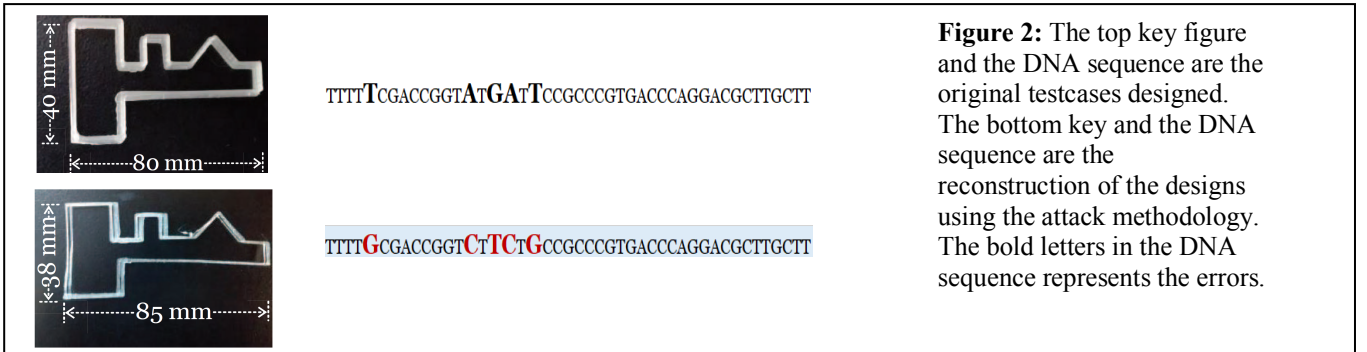 40 mm
80 mm
TTTTTCGACCGGTATGATTCCGCCCGTGACCCAGGACGCTTGCTT
38 mm
85 mm
TTTTGCGACCGGTCTTCTGCCGCCCGTGACCCAGGACGCTTGCTT
Figure 2: The top key figure
and the DNA sequence are the
original testcases designed.
The bottom key and the DNA
sequence are the
reconstruction of the designs
using the attack methodology.
The bold letters in the DNA
sequence represents the errors.